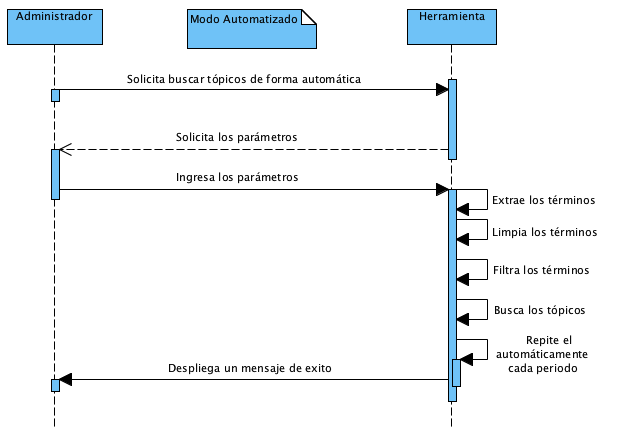 Administrador
Modo Automatizado
Herramienta
Solicita buscar tópicos de forma automática
Solicita los parámetros
Ingresa los parámetros
Extrae los términos
Limpia los términos
Filtra los términos
Busca los tópicos
Repite el
automáticamente
cada periodo
Despliega un mensaje de exito